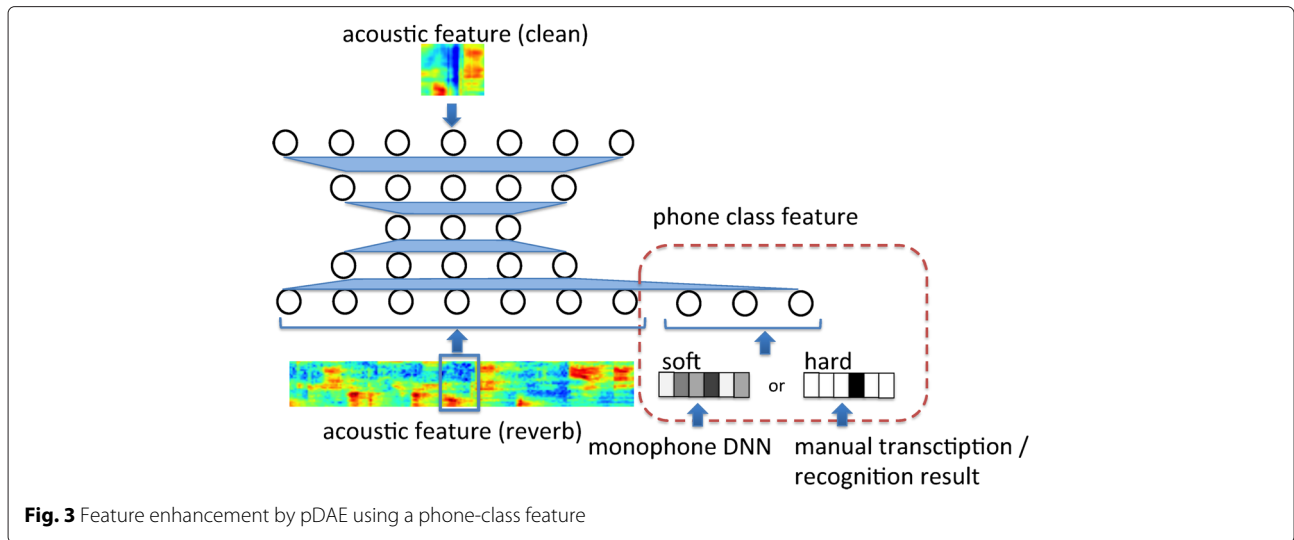 acoustic feature (clean)
phone class feature
soft
or
hard
acoustic feature (reverb)
monophone DNN
manual transctiption /
recognition result
Fig. 3 Feature enhancement by pDAE using a phone-class feature